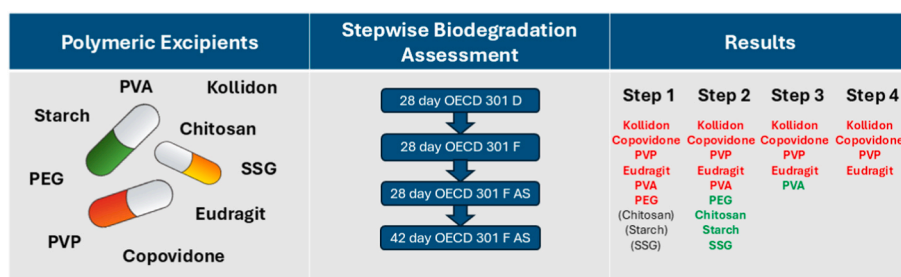 Polymeric Excipients
Stepwise Biodegradation
Assessment
Results
PVA
Kollidon
Starch
Chitosan
PEG
SSG
Eudragit
PVP
Copovidone
28 day OECD 301 D
28 day OECD 301 F
28 day OECD 301 F AS
42 day OECD 301 F AS
Step 1
Kollidon
Copovidone
PVP
Eudragit
PVA
PEG
(Chitosan)
(Starch)
(SSG)
Step 2
Kollidon
Copovidone
PVP
Eudragit
PVA
PEG
Chitosan
Starch
SSG
Step 3
Kollidon
Copovidone
PVP
Eudragit
PVA
Step 4
Kollidon
Copovidone
PVP
Eudragit